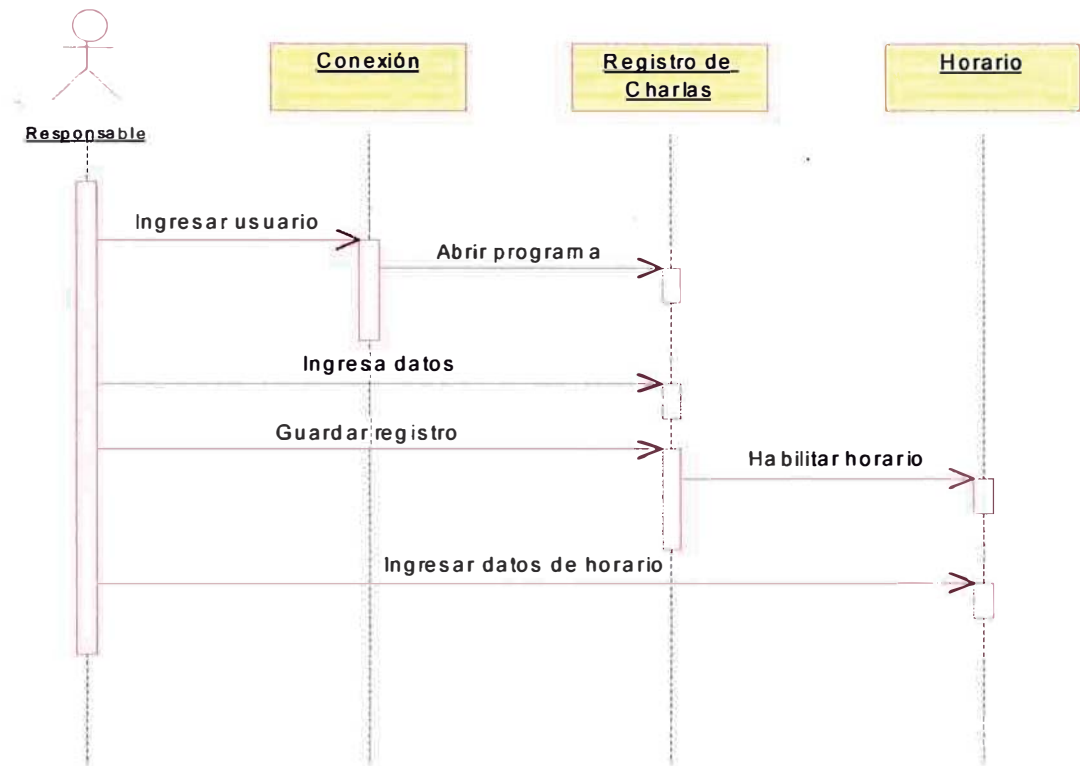 Conexión
Registro de
Charlas
Horario
Responsable
Ingresar usuario
Abrir programa
Ingresa datos
Guardar registro
Habilitar horario
Ingresar datos de horario